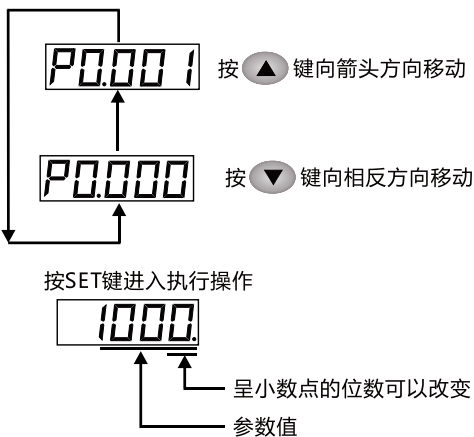 P0.001
按▲键向箭头方向移动
P0.000
按▼键向相反方向移动
按SET键进入执行操作
1000.
呈小数点的位数可以改变
参数值